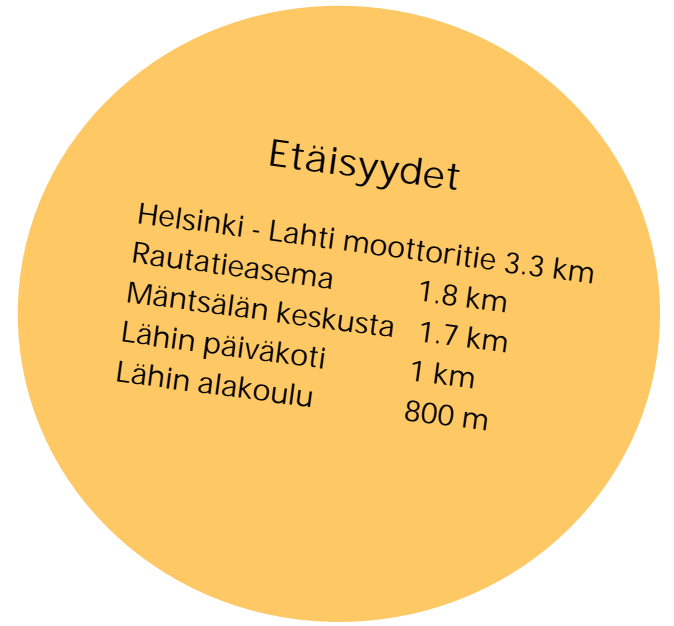 Etäisyydet
Helsinki - Lahti moottoritie 3.3 km
Rautatieasema 1.8 km
Mäntsälän keskusta 1.7 km
Lähin päiväkoti 1 km
Lähin alakoulu 800 m